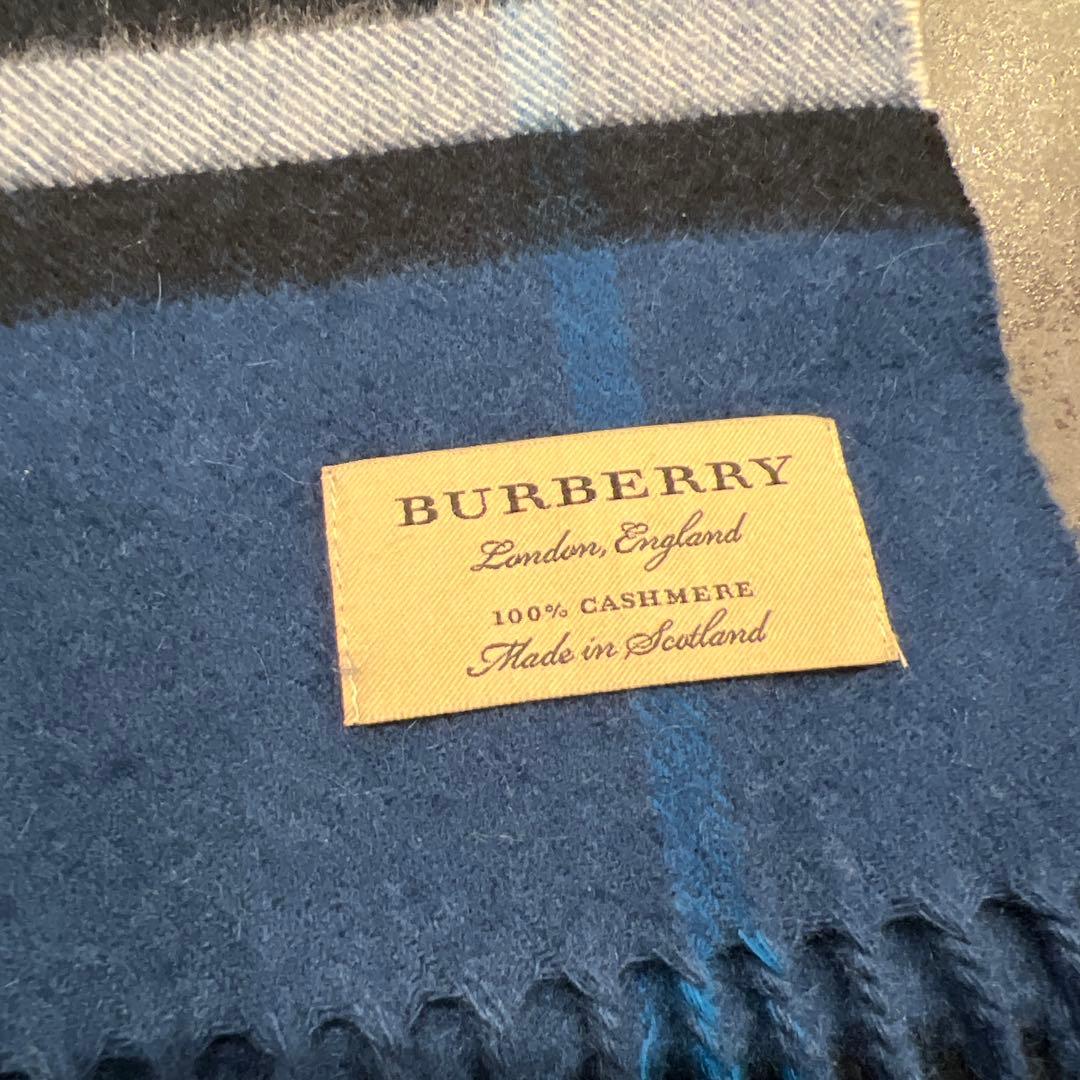 BURBERRY
London, England
100% CASHMERE
Made in Scotland